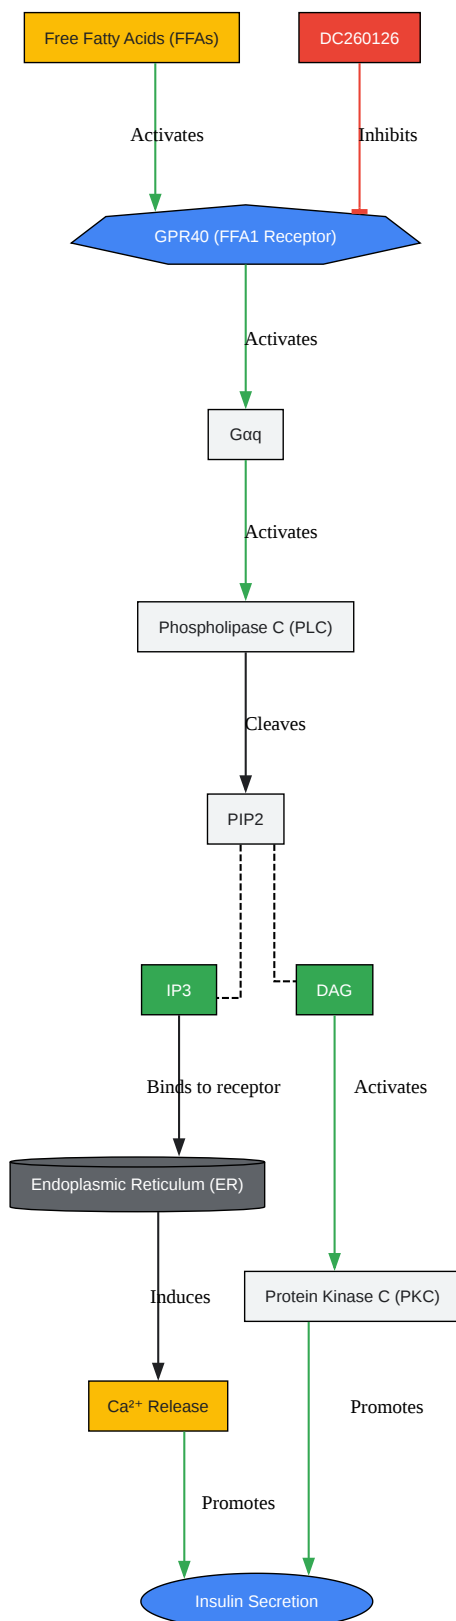 Free Fatty Acids (FFAs)
DC260126
Activates
Inhibits
GPR40 (FFA1 Receptor)
Activates
Gαq
Activates
Phospholipase C (PLC)
Cleaves
PIP2
IP3
DAG
Binds to receptor
Activates
Endoplasmic Reticulum (ER)
Induces
Protein Kinase C (PKC)
Ca²⁺ Release
Promotes
Promotes
Insulin Secretion